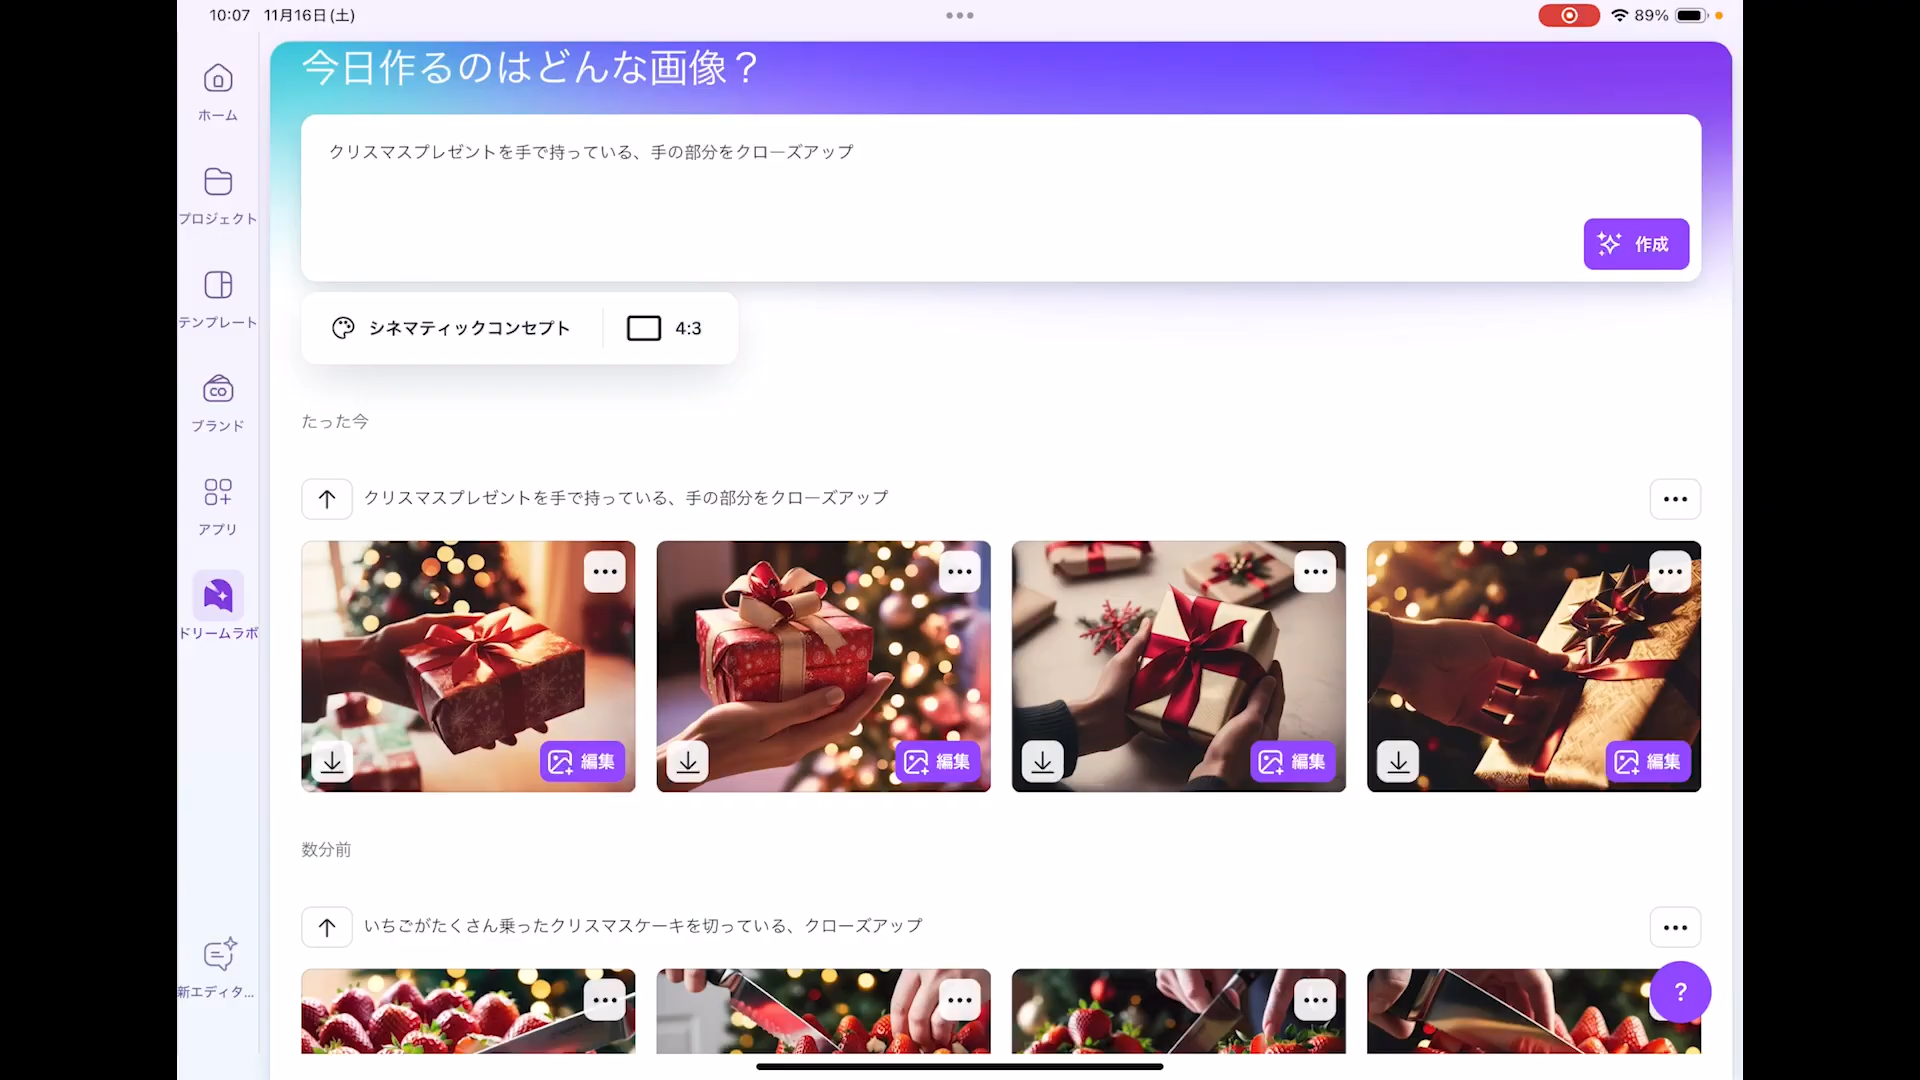 10:07 11月16日(土)
89%
ホーム
プロジェクト
テンプレート
ブランド
アプリ
ドリームラボ
新エディタ...
今日作るのはどんな画像？
クリスマスプレゼントを手で持っている、手の部分をクローズアップ
作成
シネマティックコンセプト
4:3
たった今
クリスマスプレゼントを手で持っている、手の部分をクローズアップ
編集
編集
編集
編集
数分前
いちごがたくさん乗ったクリスマスケーキを切っている、クローズアップ
?